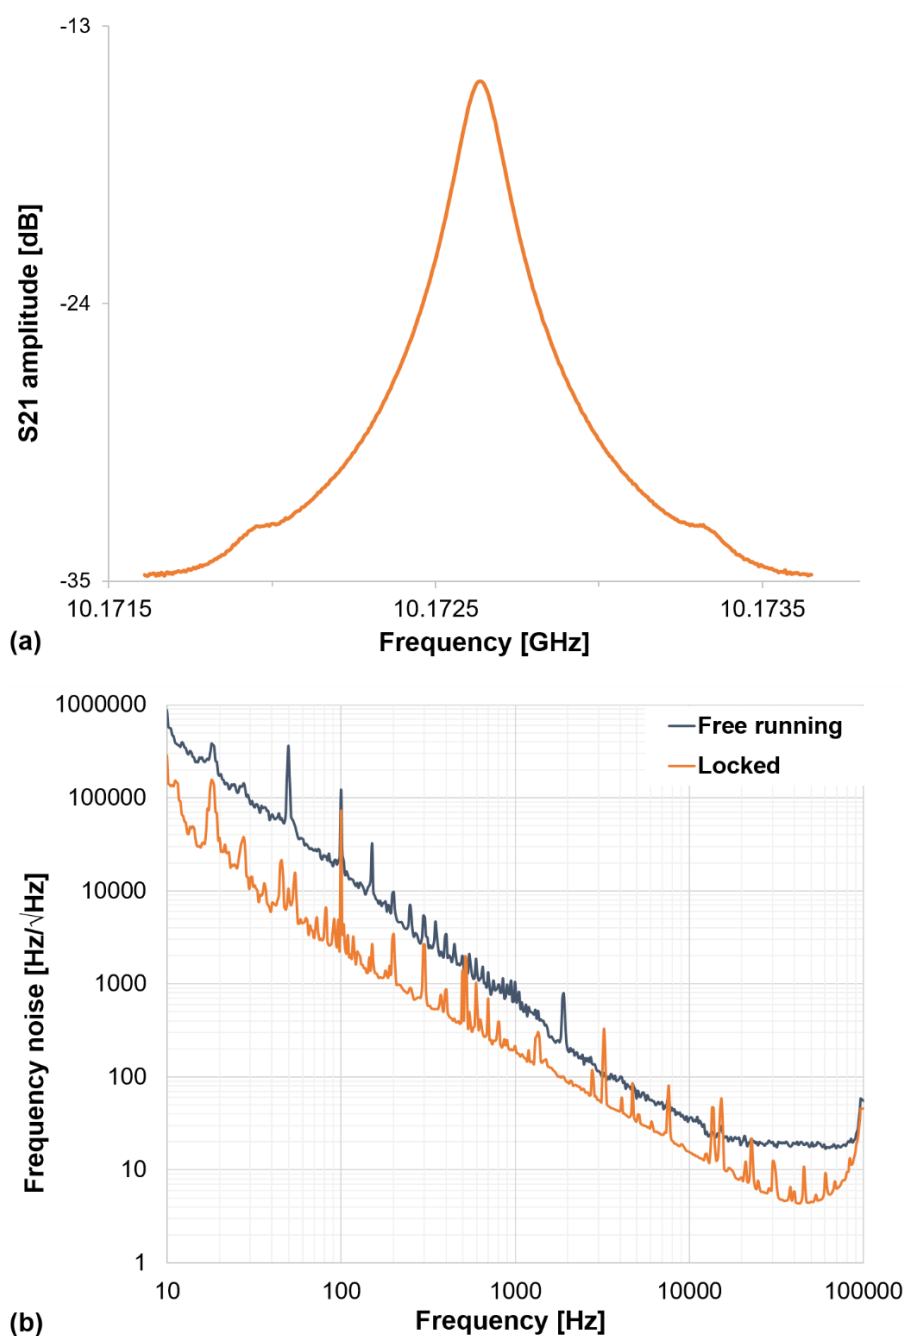 -13
-24
-35
S21 amplitude [dB]
10.1715
10.1725
10.1735
Frequency [GHz]
(a)
1000000
100000
10000
1000
100
10
1
Frequency noise [Hz/√Hz]
Free running
Locked
10
100
1000
10000
100000
Frequency [Hz]
(b)